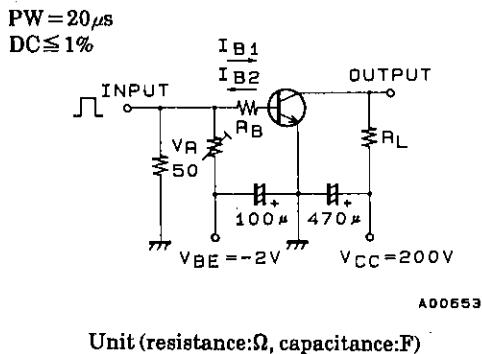 PW=20μs
DC≦1%
IB1
IB2
INPUT
OUTPUT
RB
VR
RL
50
+
+
100μ
470μ
VBE=-2V
VCC=200V
A00653
Unit (resistance:Ω, capacitance:F)